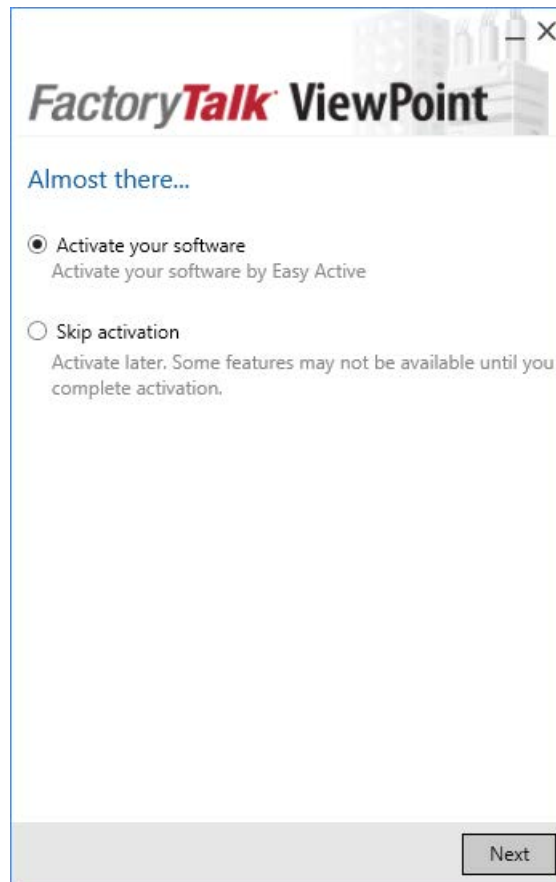 FactoryTalk ViewPoint
Almost there...
Activate your software
Activate your software by Easy Active
Skip activation
Activate later. Some features may not be available until you
complete activation.
Next